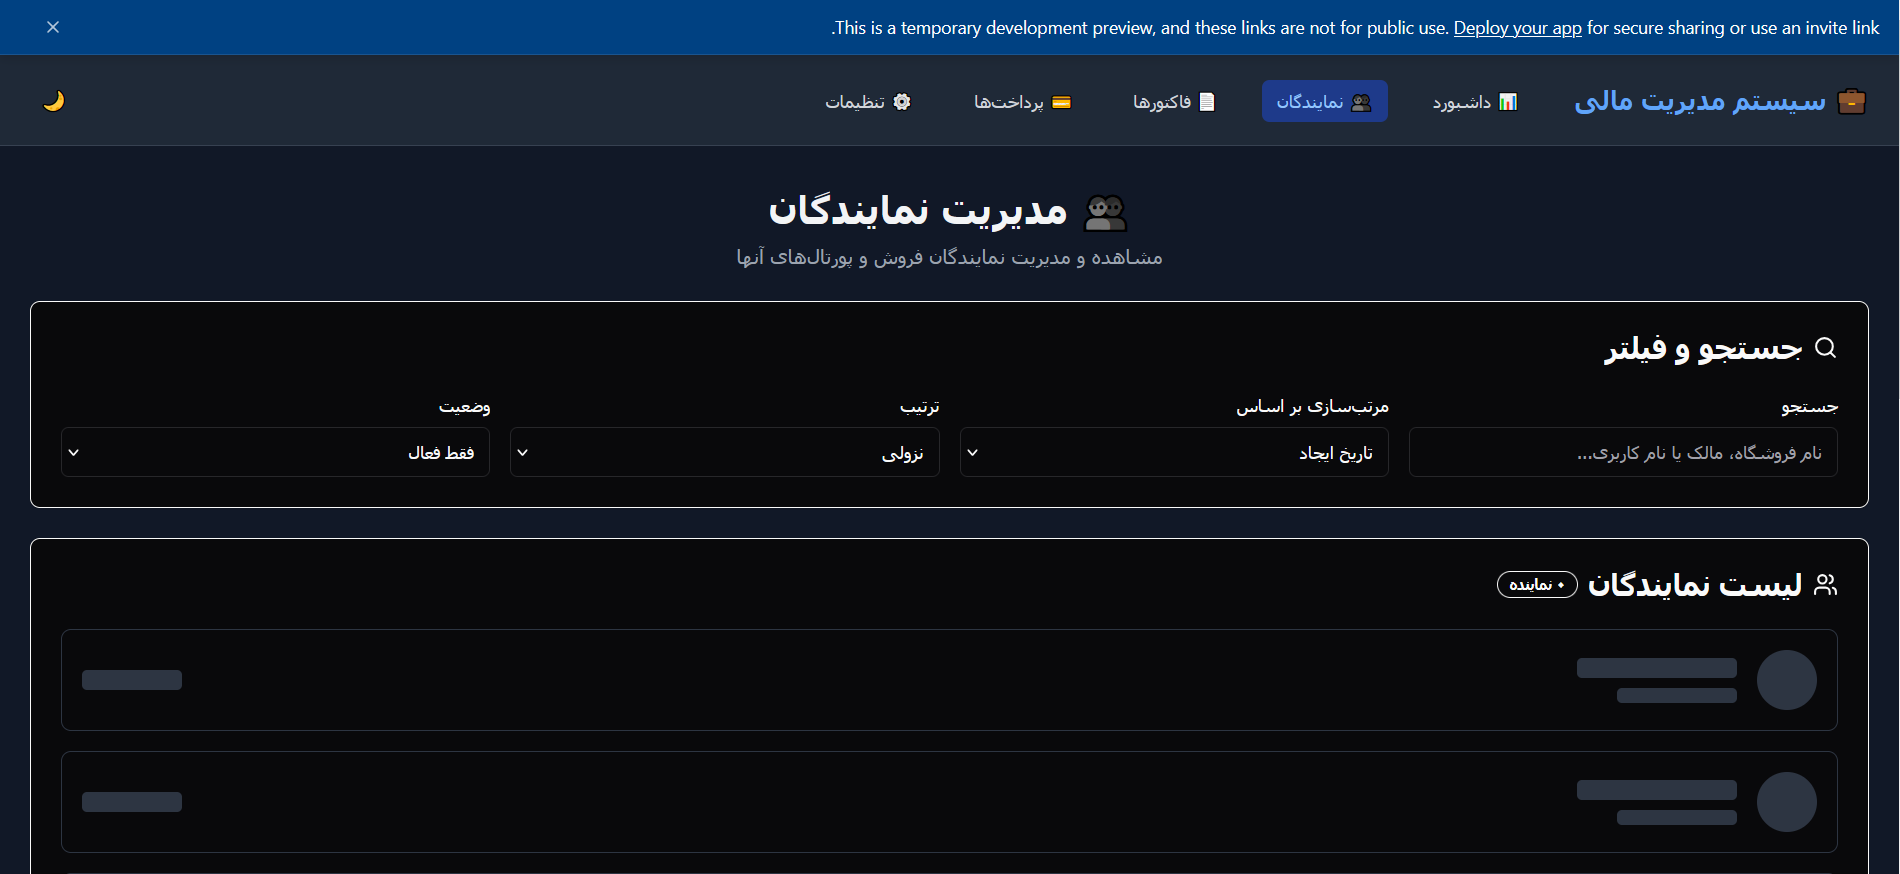 This is a temporary development preview, and these links are not for public use. Deploy your app for secure sharing or use an invite link.
سیستم مدیریت مالی
داشبورد
نمایندگان
فاکتورها
پرداخت‌ها
تنظیمات
مدیریت نمایندگان
مشاهده و مدیریت نمایندگان فروش و پورتال‌های آنها
جستجو و فیلتر
جستجو
مرتب‌سازی بر اساس
ترتیب
وضعیت
نام فروشگاه، مالک یا نام کاربری...
تاریخ ایجاد
نزولی
فقط فعال
لیست نمایندگان
۰ نماینده